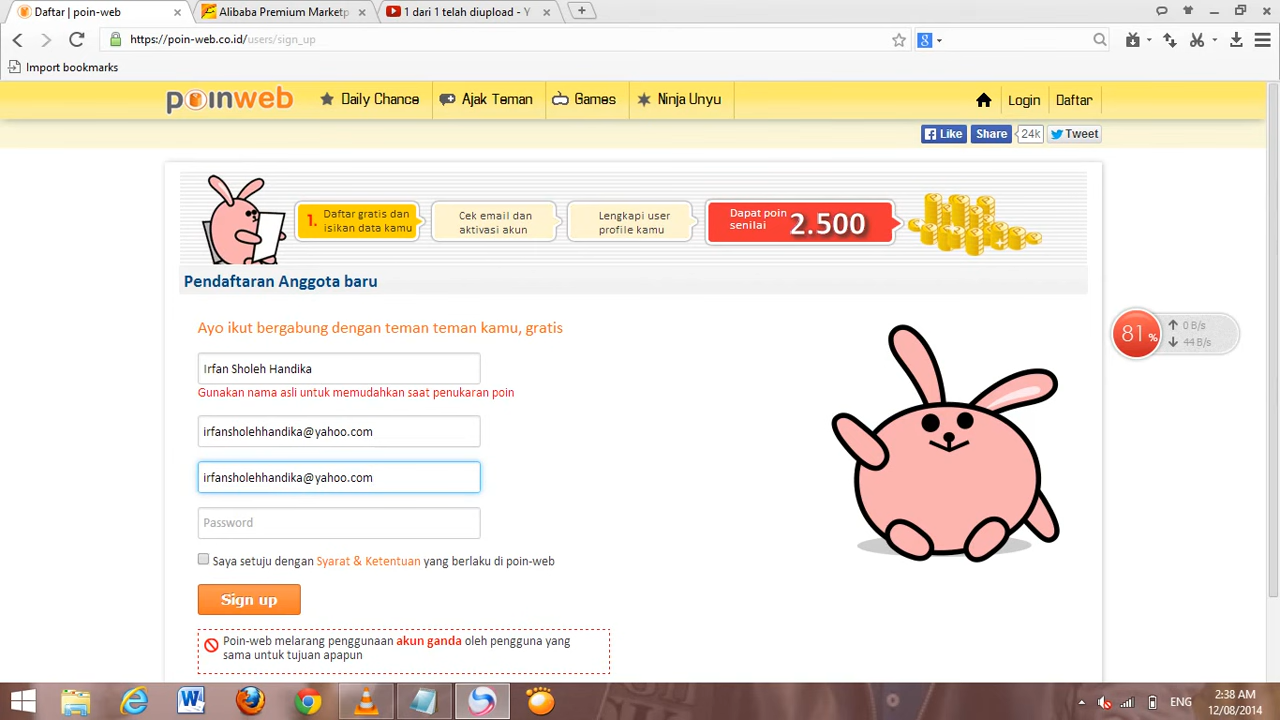 Daftar | poin-web
Alibaba Premium Marketp
1 dari 1 telah diupload - Y
https://poin-web.co.id/users/sign_up
Import bookmarks
poinweb
Daily Chance
Ajak Teman
Games
Ninja Unyu
Login
Daftar
Like
Share
24k
Tweet
1.
Daftar gratis dan
isikan data kamu
Cek email dan
aktivasi akun
Lengkapi user
profile kamu
Dapat poin
senilai
2.500
Pendaftaran Anggota baru
Ayo ikut bergabung dengan teman teman kamu, gratis
Irfan Sholeh Handika
Gunakan nama asli untuk memudahkan saat penukaran poin
irfansholehhandika@yahoo.com
irfansholehhandika@yahoo.com
Password
Saya setuju dengan Syarat & Ketentuan yang berlaku di poin-web
Sign up
Poin-web melarang penggunaan akun ganda oleh pengguna yang
sama untuk tujuan apapun
81%
0 B/s
44 B/s
ENG
2:38 AM
12/08/2014